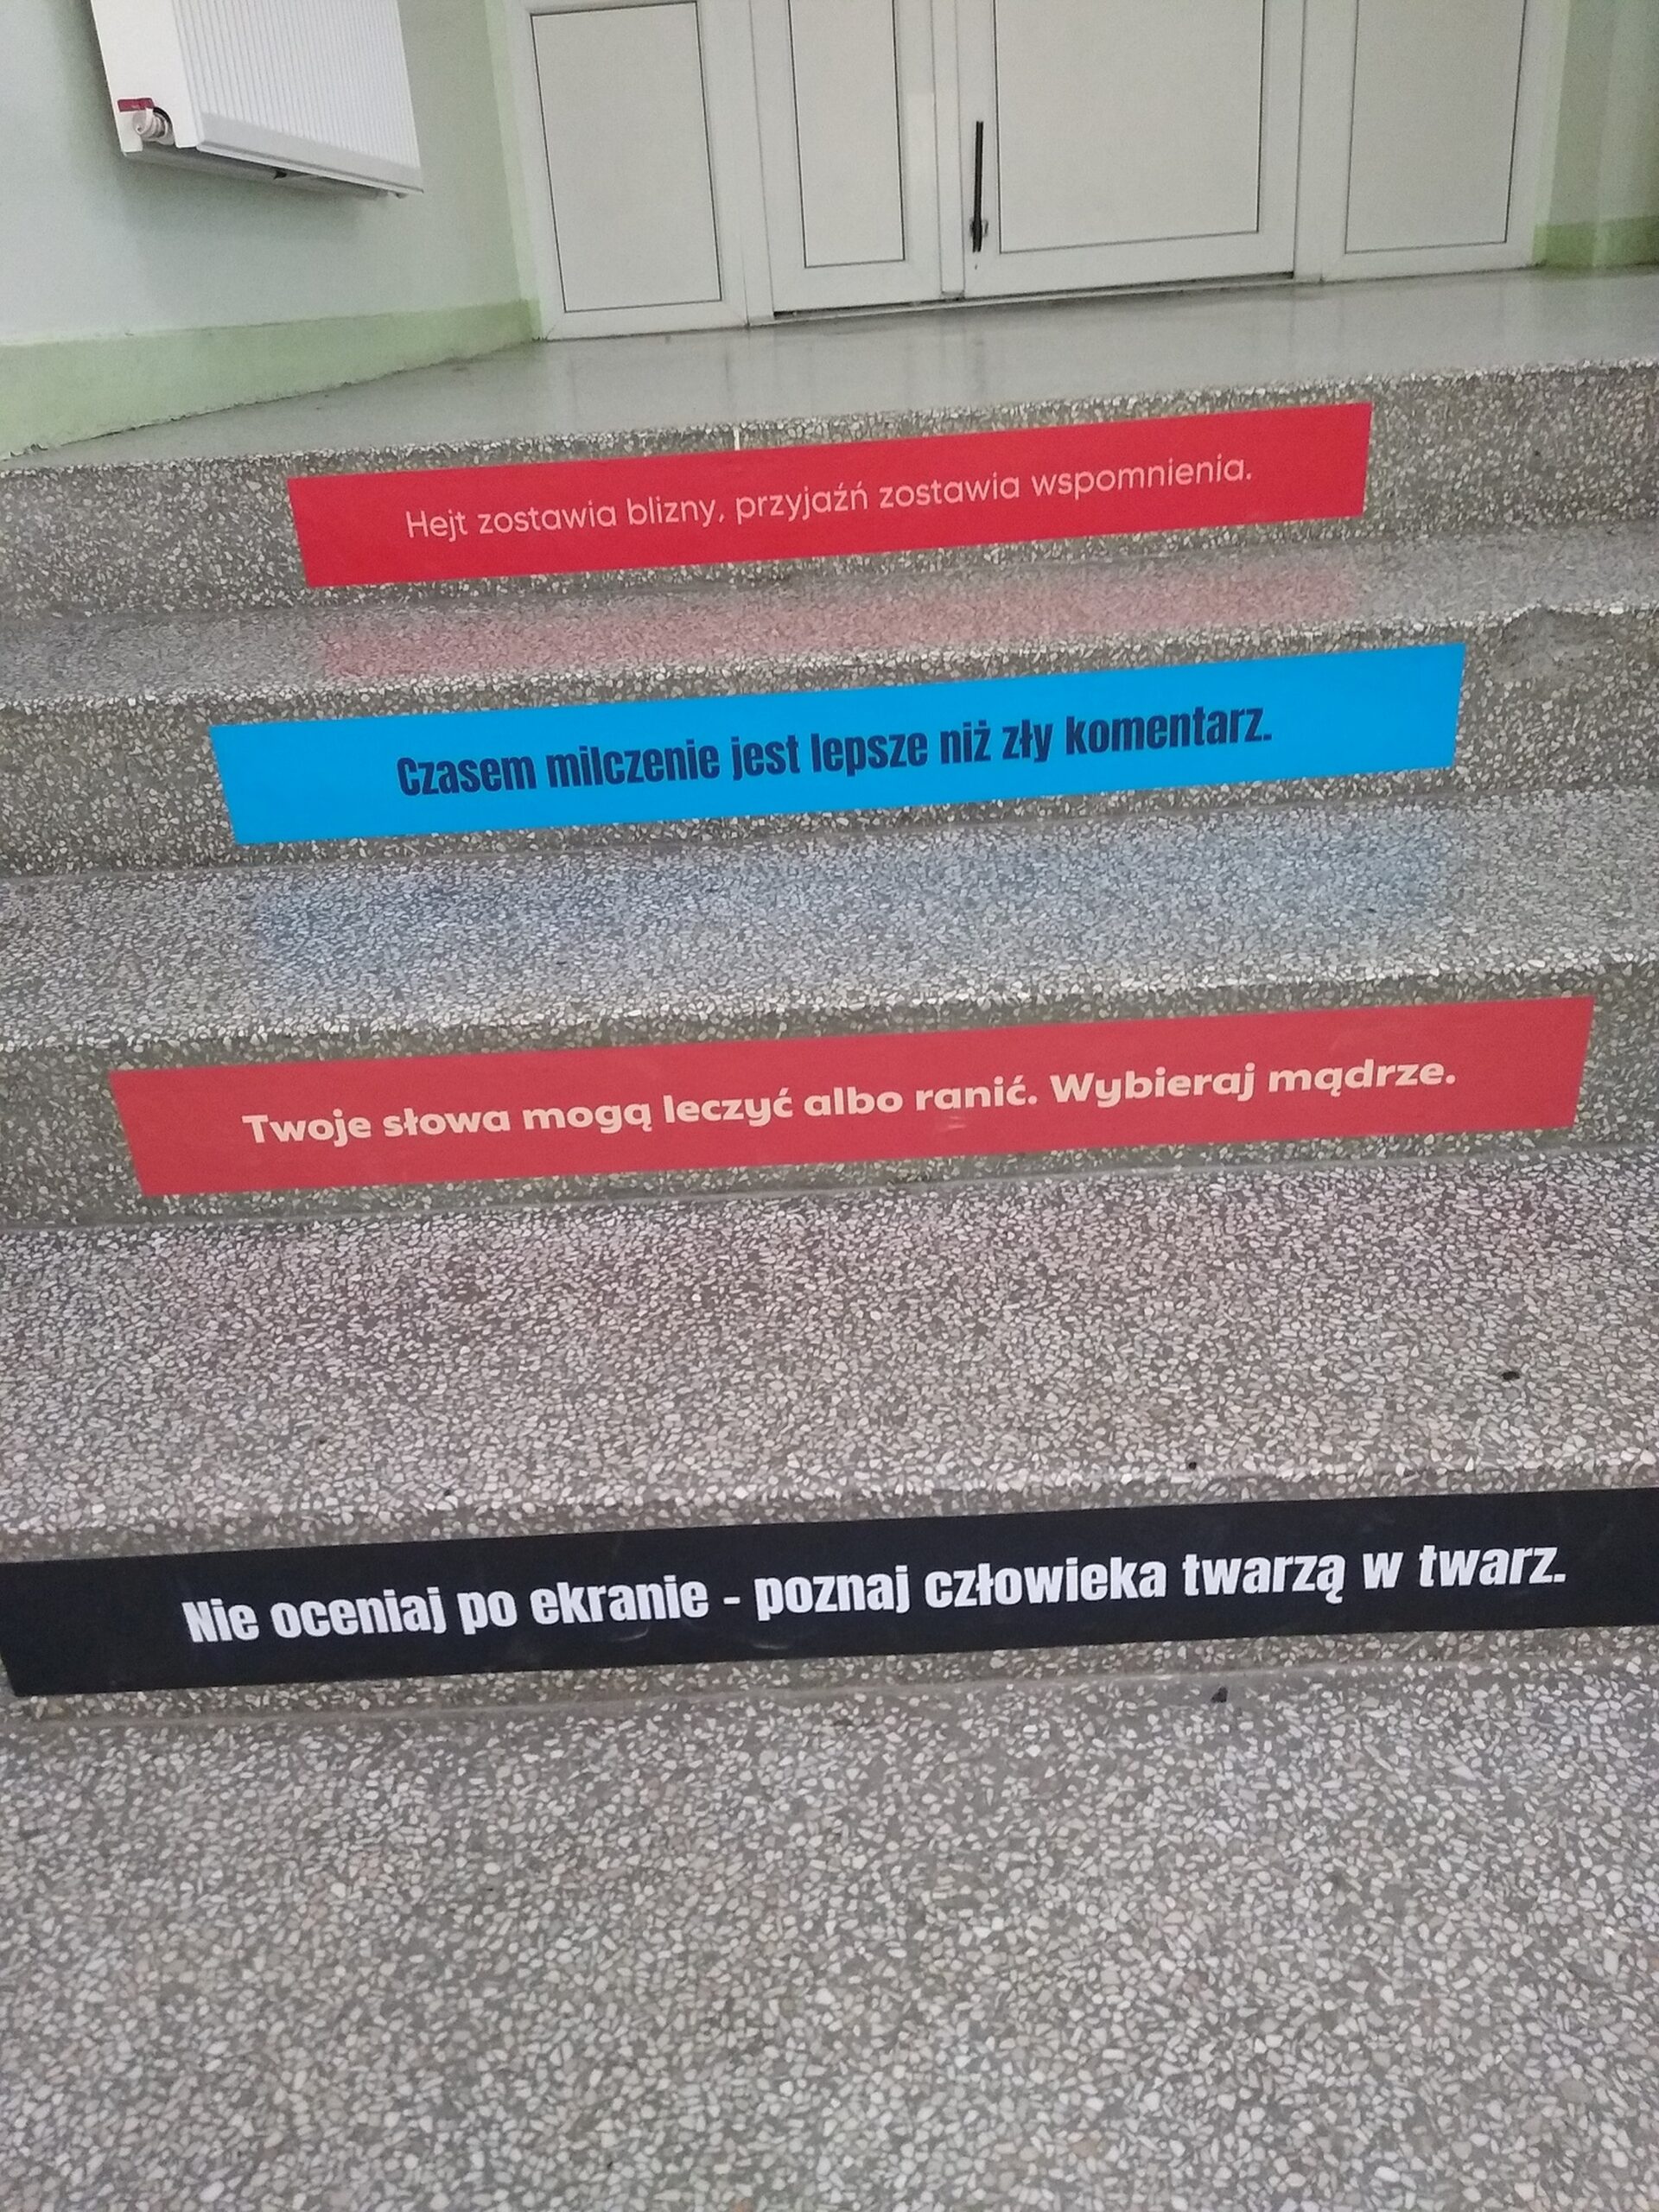 Hejt zostawia blizny, przyjaźń zostawia wspomnienia.
Czasem milczenie jest lepsze niż zły komentarz.
Twoje słowa mogą leczyć albo ranić. Wybieraj mądrze.
Nie oceniaj po ekranie - poznaj człowieka twarzą w twarz.